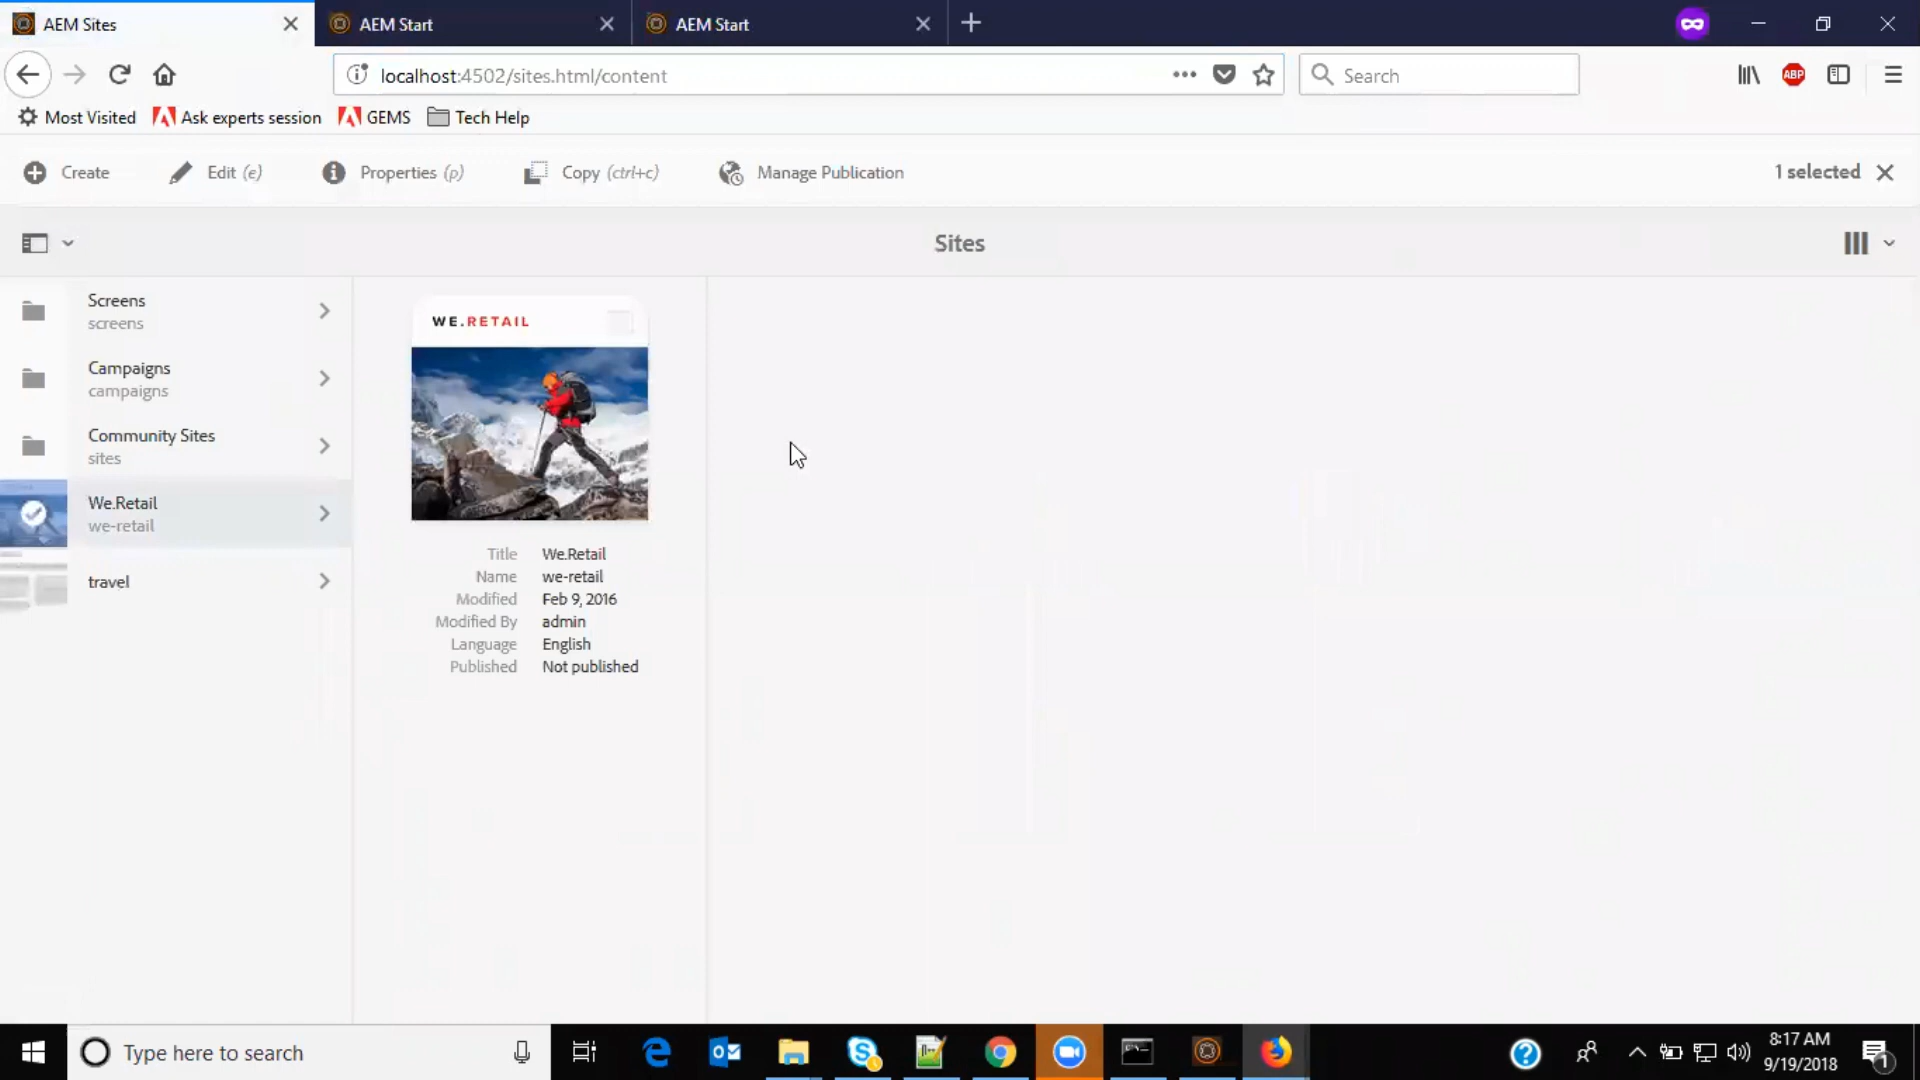 AEM Sites
AEM Start
AEM Start
localhost:4502/sites.html/content
Search
ABP
Most Visited
Ask experts session
GEMS
Tech Help
Create
Edit (e)
Properties (p)
Copy (ctrl+c)
Manage Publication
1 selected
Sites
Screens
screens
Campaigns
campaigns
Community Sites
sites
We.Retail
we-retail
travel
WE.RETAIL
Title We.Retail
Name we-retail
Modified Feb 9, 2016
Modified By admin
Language English
Published Not published
Type here to search
8:17 AM
9/19/2018
1